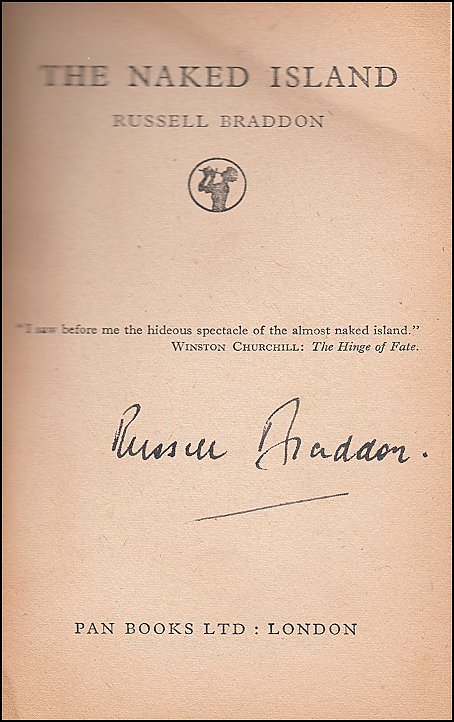 THE NAKED ISLAND
RUSSELL BRADDON
"I saw before me the hideous spectacle of the almost naked island."
WINSTON CHURCHILL: The Hinge of Fate.
Russell Braddon.
PAN BOOKS LTD : LONDON